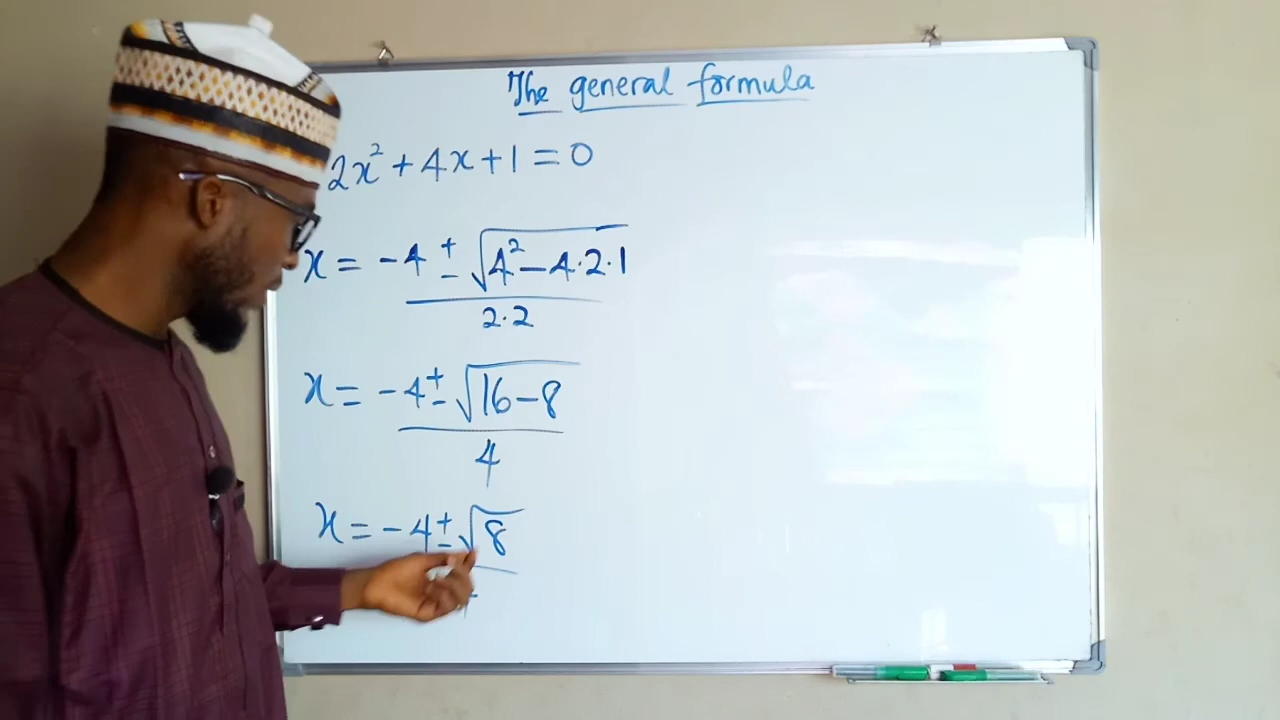 The general formula
2x² + 4x + 1 = 0
x = -4 ± √4² - 4·2·1
2·2
x = -4 ± √16 - 8
4
x = -4 ± √8